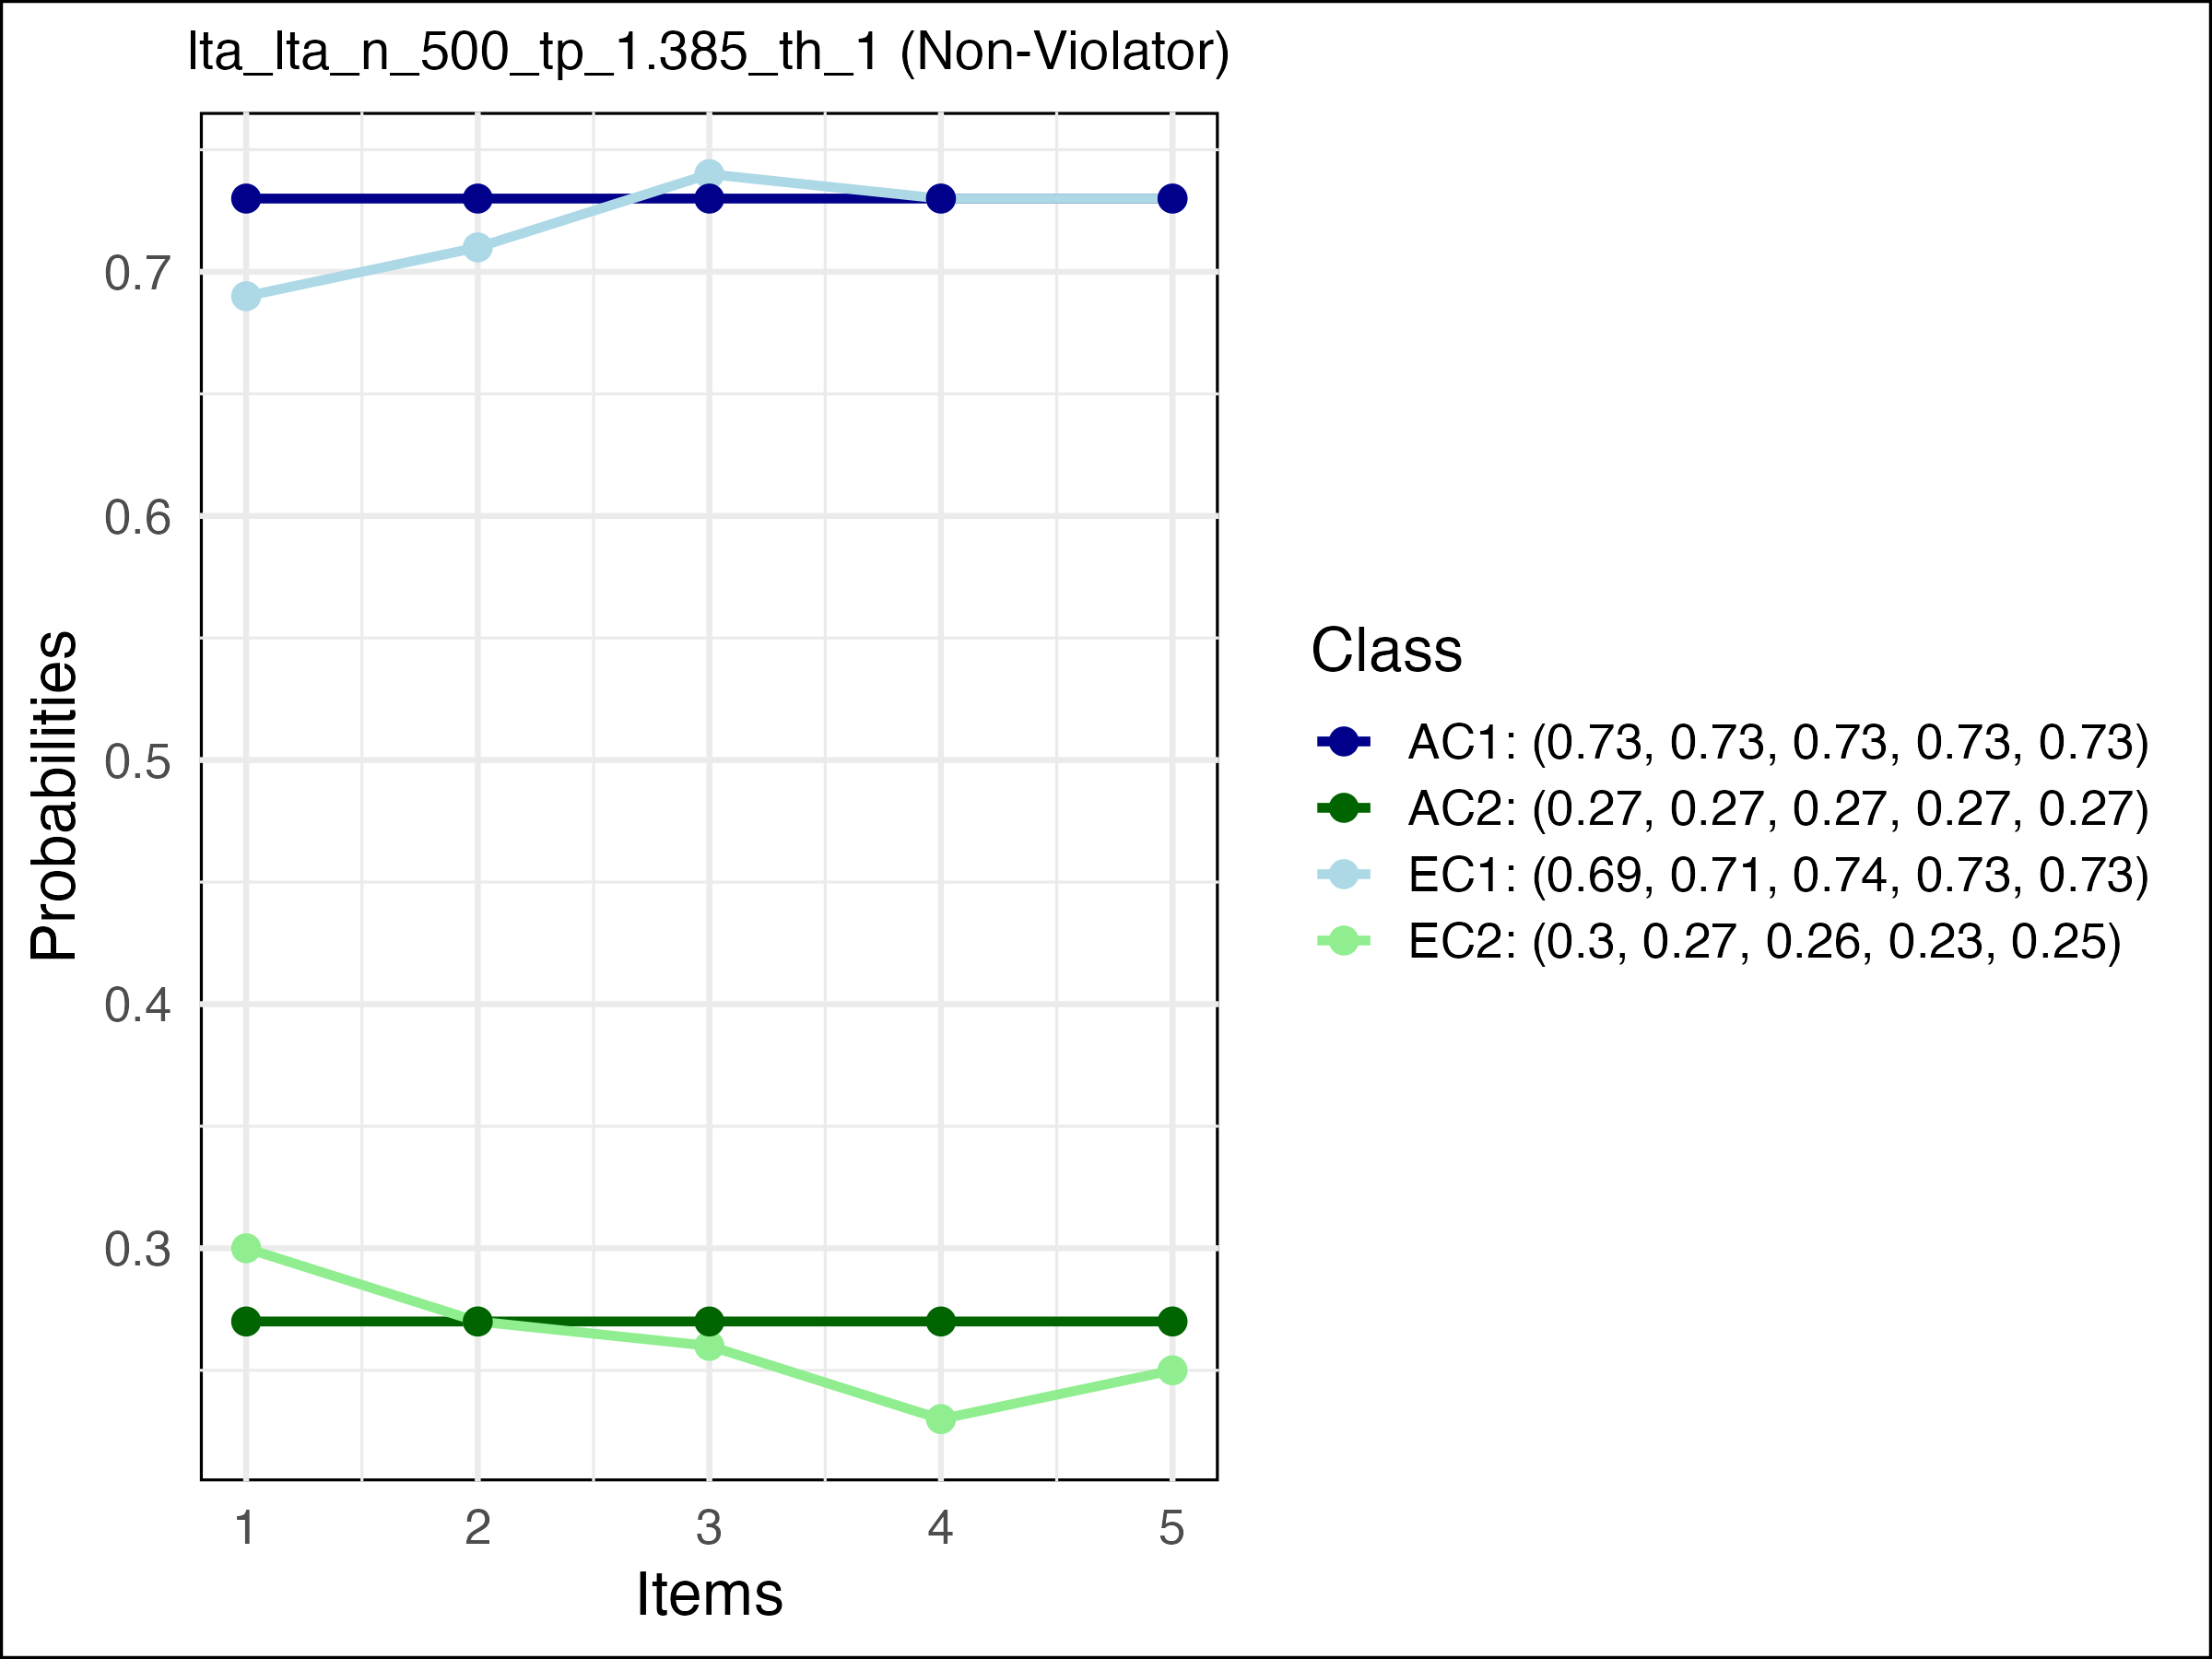 lta_lta_n_500_tp_1.385_th_1 (Non-Violator)
Probabilities
0.7
0.6
0.5
0.4
0.3
1 2 3 4 5
Items
Class
AC1: (0.73, 0.73, 0.73, 0.73, 0.73)
AC2: (0.27, 0.27, 0.27, 0.27, 0.27)
EC1: (0.69, 0.71, 0.74, 0.73, 0.73)
EC2: (0.3, 0.27, 0.26, 0.23, 0.25)